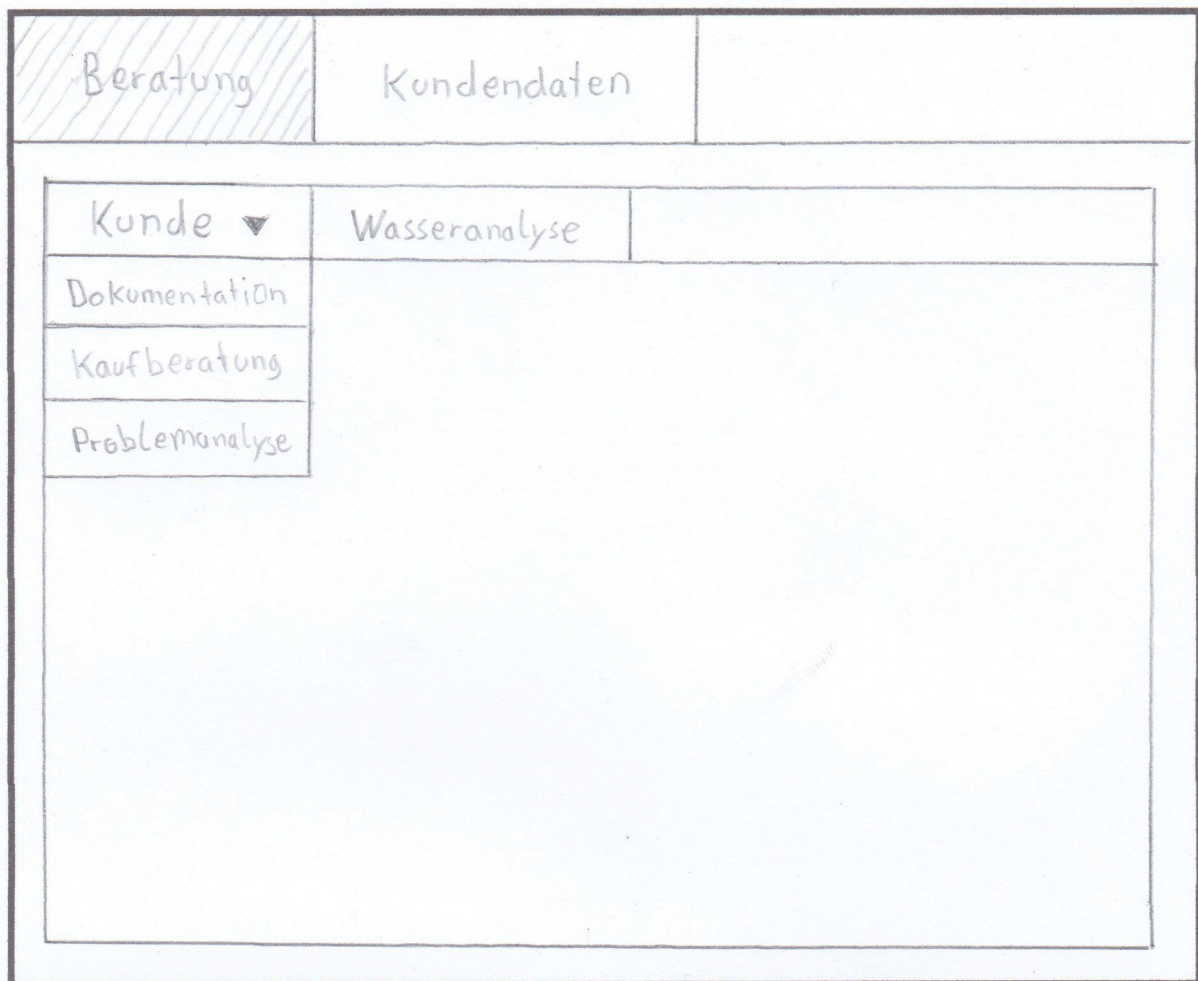 Beratung Kundendaten
Kunde Wasseranalyse
Dokumentation
Kaufberatung
Problemanalyse